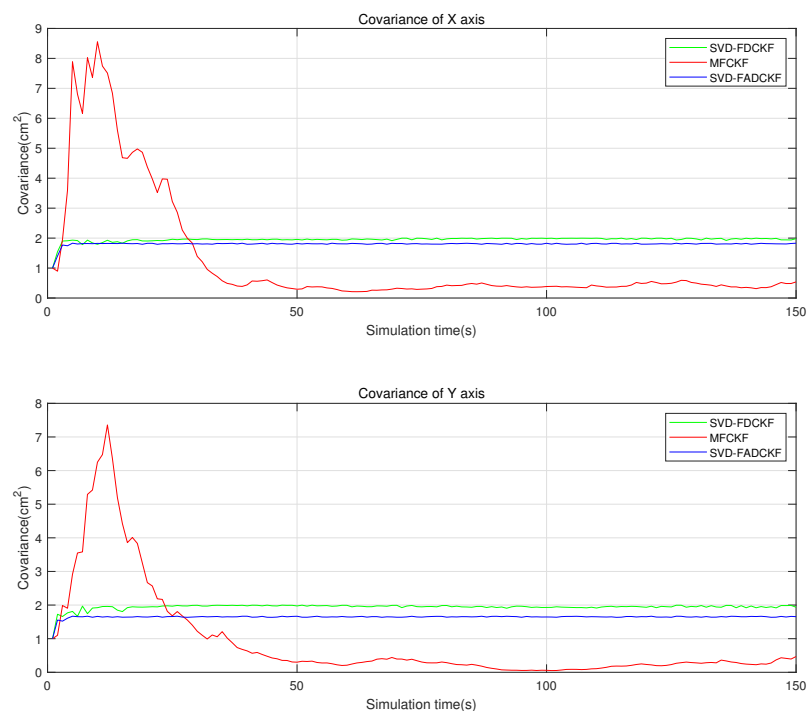 Covariance of X axis
9
8
7
6
5
4
3
2
1
0
Covariance(cm²)
SVD-FDCKF
MFCKF
SVD-FADCKF
0 50 100 150
Simulation time(s)
Covariance of Y axis
8
7
6
5
4
3
2
1
0
Covariance(cm²)
SVD-FDCKF
MFCKF
SVD-FADCKF
0 50 100 150
Simulation time(s)